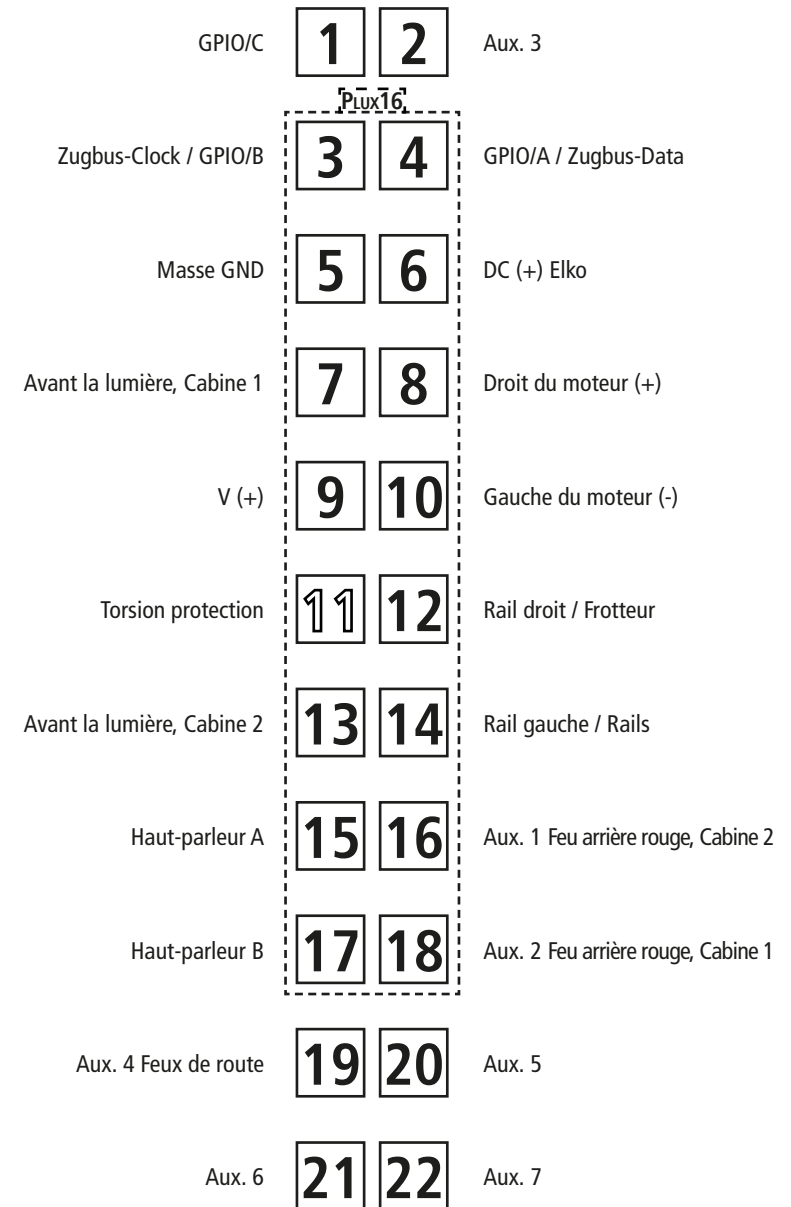 GPIO/C 1 2 Aux. 3
PLUX16
Zugbus-Clock / GPIO/B 3 4 GPIO/A / Zugbus-Data
Masse GND 5 6 DC (+) Elko
Avant la lumière, Cabine 1 7 8 Droit du moteur (+)
V (+) 9 10 Gauche du moteur (-)
Torsion protection 11 12 Rail droit / Frotteur
Avant la lumière, Cabine 2 13 14 Rail gauche / Rails
Haut-parleur A 15 16 Aux. 1 Feu arrière rouge, Cabine 2
Haut-parleur B 17 18 Aux. 2 Feu arrière rouge, Cabine 1
Aux. 4 Feux de route 19 20 Aux. 5
Aux. 6 21 22 Aux. 7